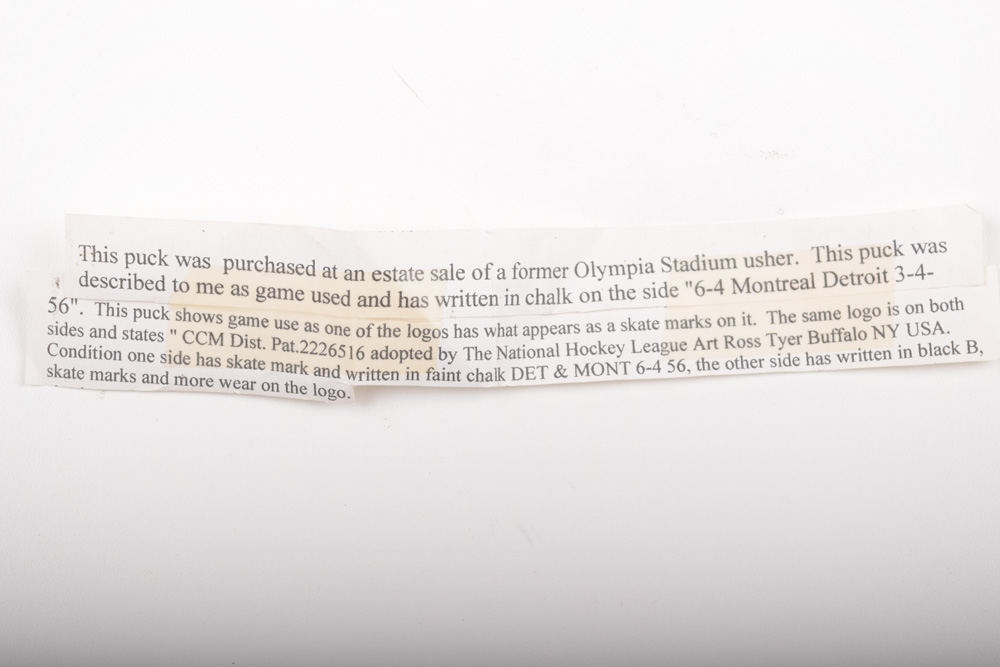 This puck was  purchased at an estate sale of a former Olympia Stadium usher.  This puck was
described to me as game used and has written in chalk on the side "6-4 Montreal Detroit 3-4-
56".  This puck shows game use as one of the logos has what appears as a skate marks on it.  The same logo is on both
sides and states " CCM Dist. Pat.2226516 adopted by The National Hockey League Art Ross Tyer Buffalo NY USA.
Condition one side has skate mark and written in faint chalk DET & MONT 6-4 56, the other side has written in black B,
skate marks and more wear on the logo.